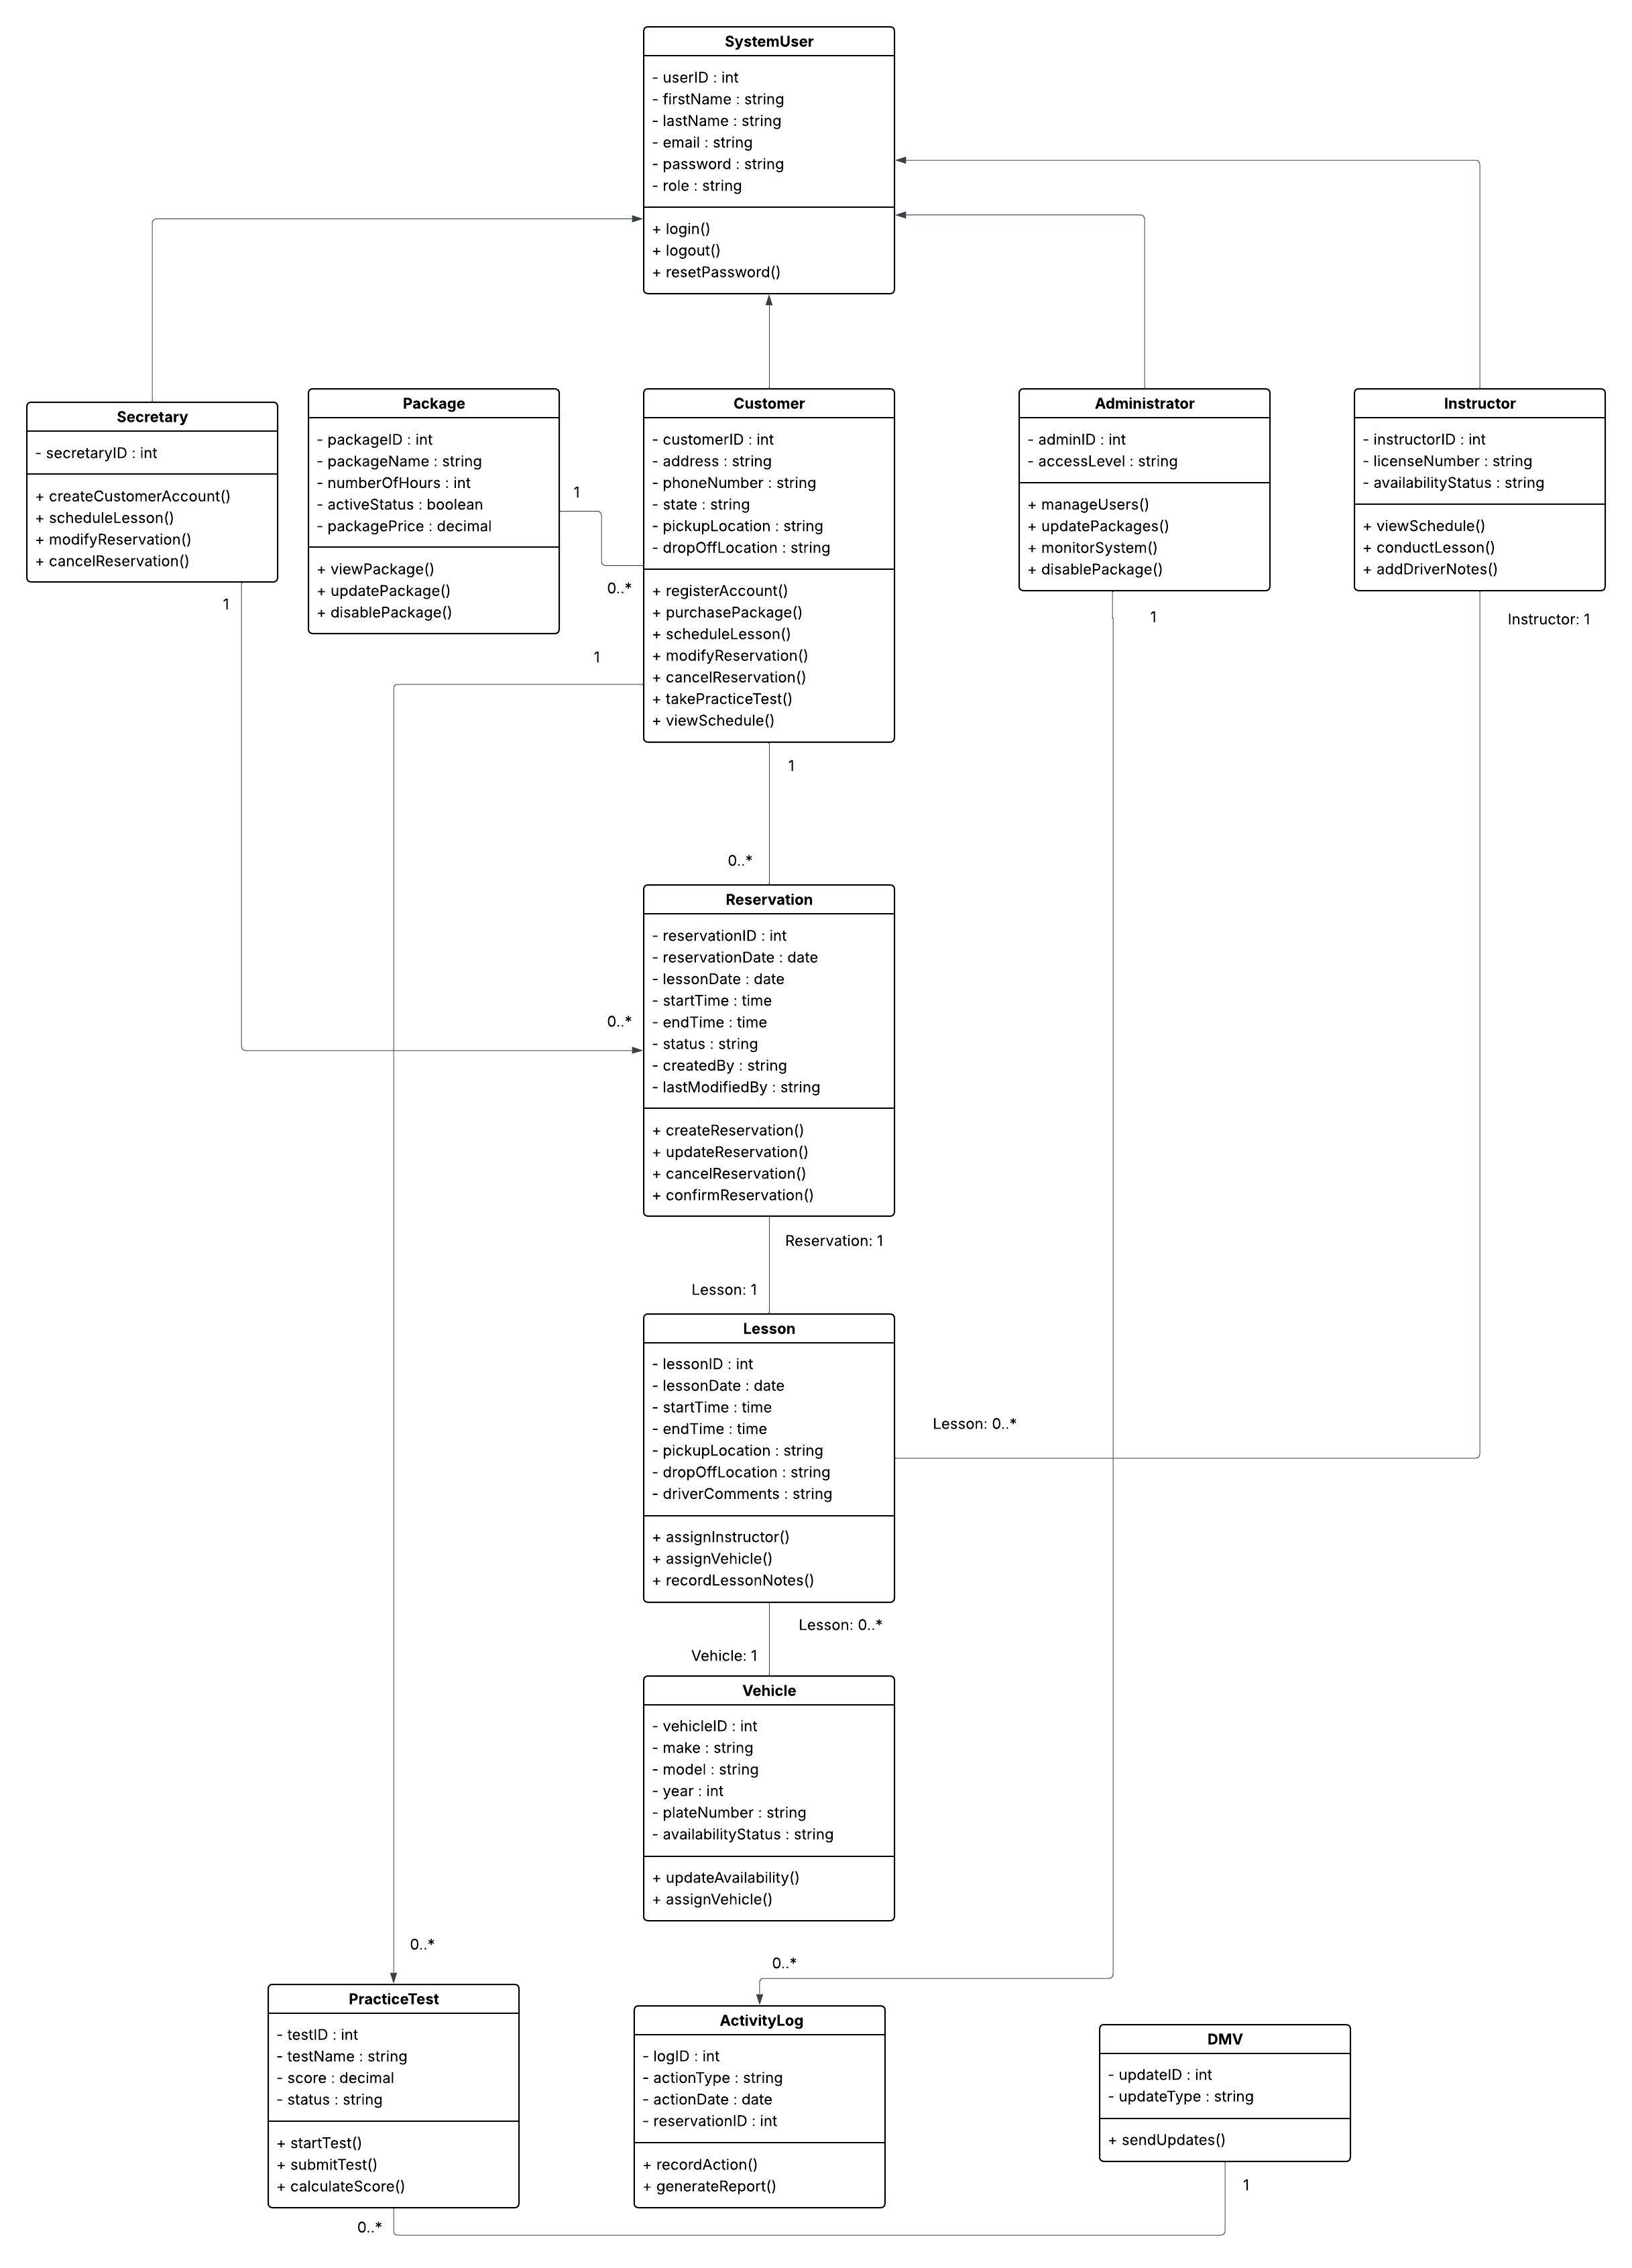 SystemUser
- userID : int
- firstName : string
- lastName : string
- email : string
- password : string
- role : string
+ login()
+ logout()
+ resetPassword()
Secretary
- secretaryID : int
+ createCustomerAccount()
+ scheduleLesson()
+ modifyReservation()
+ cancelReservation()
1
Package
- packageID : int
- packageName : string
- numberOfHours : int
- activeStatus : boolean
- packagePrice : decimal
+ viewPackage()
+ updatePackage()
+ disablePackage()
1
0..*
Customer
- customerID : int
- address : string
- phoneNumber : string
- state : string
- pickupLocation : string
- dropOffLocation : string
+ registerAccount()
+ purchasePackage()
+ scheduleLesson()
+ modifyReservation()
+ cancelReservation()
+ takePracticeTest()
+ viewSchedule()
1
1
Administrator
- adminID : int
- accessLevel : string
+ manageUsers()
+ updatePackages()
+ monitorSystem()
+ disablePackage()
1
Instructor
- instructorID : int
- licenseNumber : string
- availabilityStatus : string
+ viewSchedule()
+ conductLesson()
+ addDriverNotes()
Instructor: 1
0..*
0..*
Reservation
- reservationID : int
- reservationDate : date
- lessonDate : date
- startTime : time
- endTime : time
- status : string
- createdBy : string
- lastModifiedBy : string
+ createReservation()
+ updateReservation()
+ cancelReservation()
+ confirmReservation()
Reservation: 1
Lesson: 1
Lesson
- lessonID : int
- lessonDate : date
- startTime : time
- endTime : time
- pickupLocation : string
- dropOffLocation : string
- driverComments : string
+ assignInstructor()
+ assignVehicle()
+ recordLessonNotes()
Lesson: 0..*
Lesson: 0..*
Vehicle: 1
Vehicle
- vehicleID : int
- make : string
- model : string
- year : int
- plateNumber : string
- availabilityStatus : string
+ updateAvailability()
+ assignVehicle()
0..*
PracticeTest
- testID : int
- testName : string
- score : decimal
- status : string
+ startTest()
+ submitTest()
+ calculateScore()
0..*
0..*
ActivityLog
- logID : int
- actionType : string
- actionDate : date
- reservationID : int
+ recordAction()
+ generateReport()
DMV
- updateID : int
- updateType : string
+ sendUpdates()
1